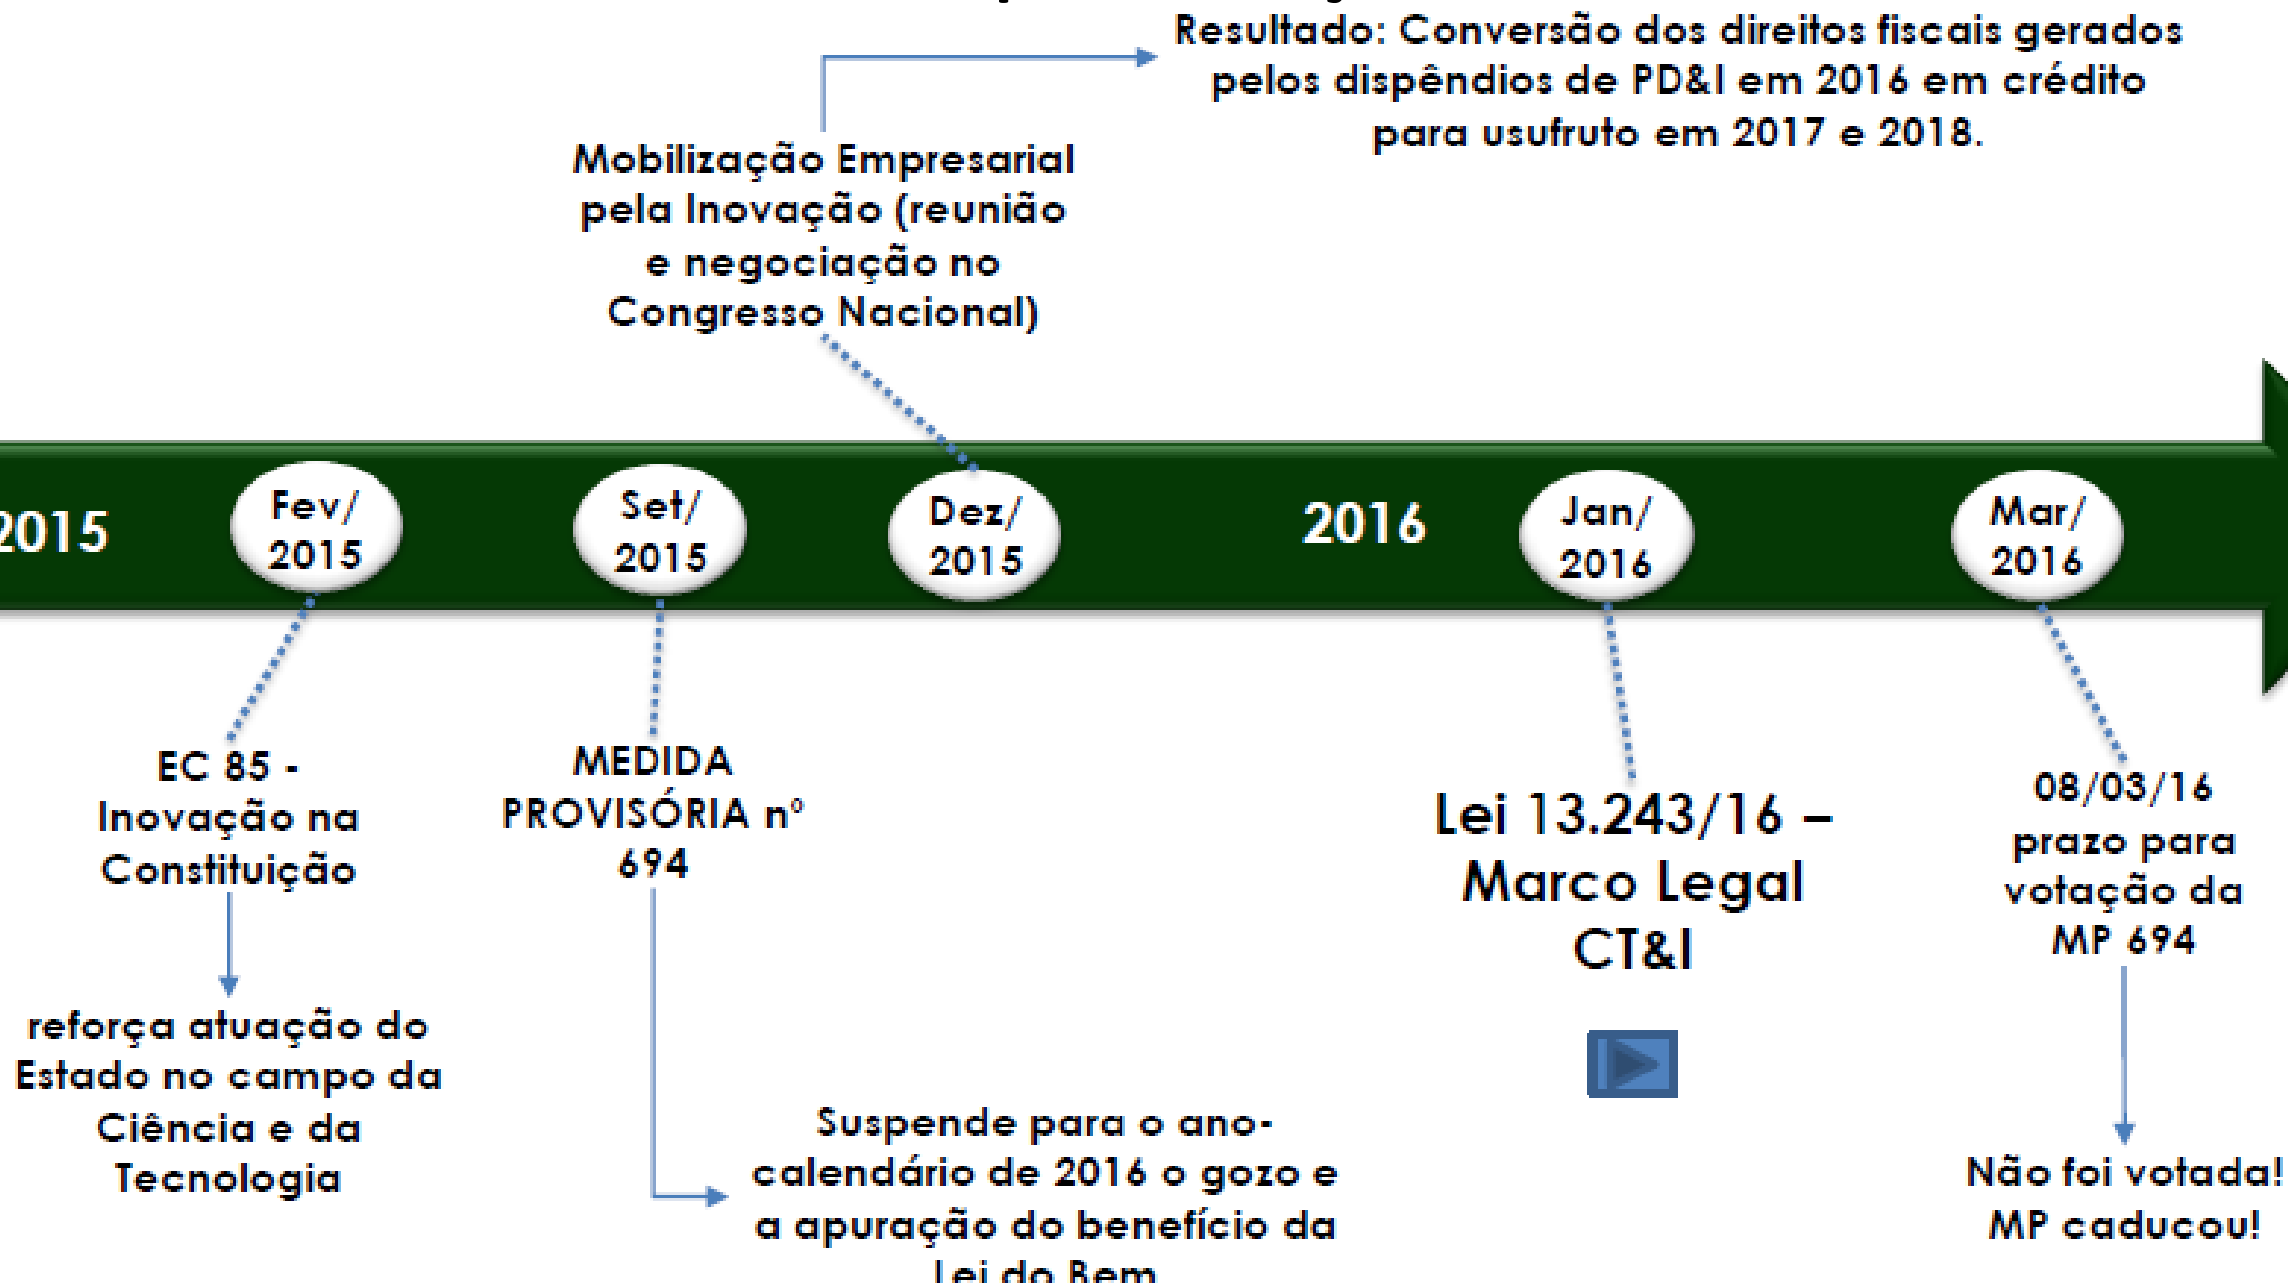 Resultado: Conversão dos direitos fiscais gerados
pelos dispêndios de PD&I em 2016 em crédito
para usufruto em 2017 e 2018.
Mobilização Empresarial
pela Inovação (reunião
e negociação no
Congresso Nacional)
2015
Fev/
2015
Set/
2015
Dez/
2015
2016
Jan/
2016
Mar/
2016
EC 85 -
Inovação na
Constituição
reforça atuação do
Estado no campo da
Ciência e da
Tecnologia
MEDIDA
PROVISÓRIA nº
694
Suspende para o ano-
calendário de 2016 o gozo e
a apuração do benefício da
Lei do Bem
Lei 13.243/16 –
Marco Legal
CT&I
08/03/16
prazo para
votação da
MP 694
Não foi votada!
MP caducou!